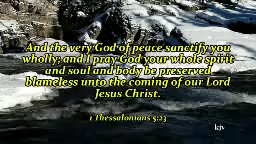 And the very God of peace sanctify you
wholly; and I pray God your whole spirit
and soul and body be preserved
blameless unto the coming of our Lord
Jesus Christ.
1 Thessalonians 5:23
kjv